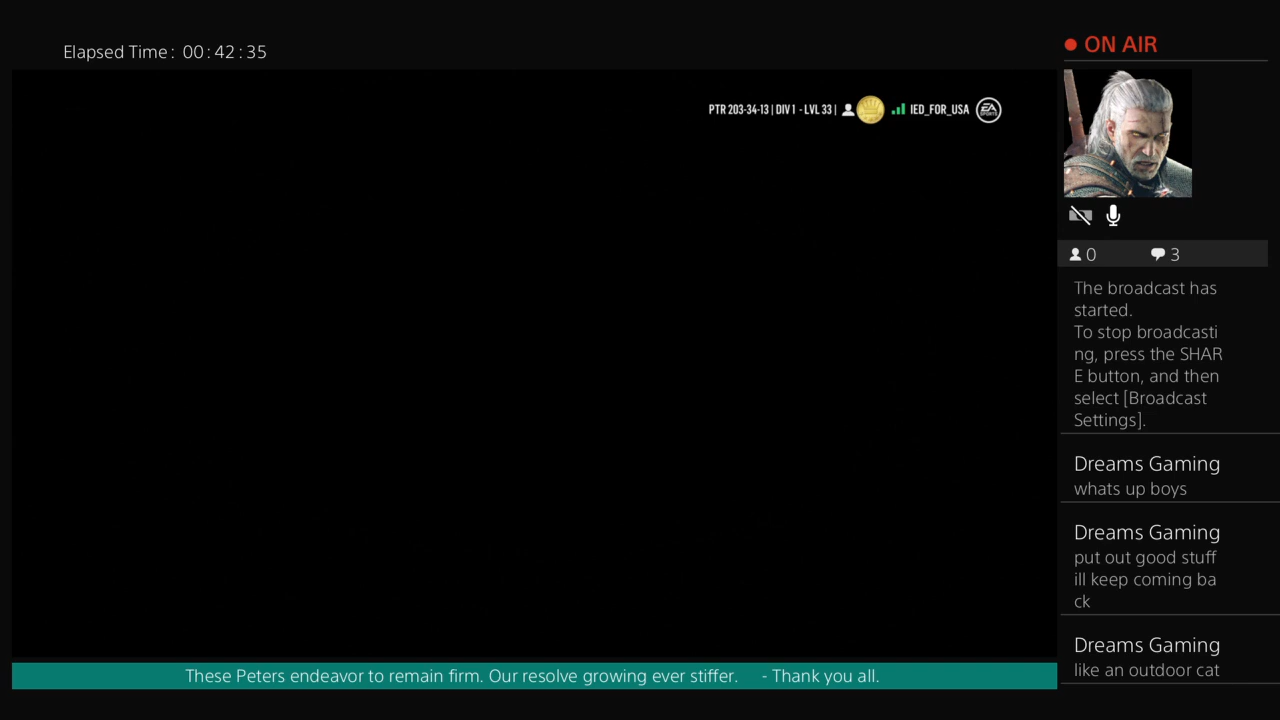 Elapsed Time: 00:42:35
ON AIR
PTR 203-34-13 | DIV 1 - LVL 33 | IED_FOR_USA EA SPORTS
0 3
The broadcast has
started.
To stop broadcasti
ng, press the SHAR
E button, and then
select [Broadcast
Settings].
Dreams Gaming
whats up boys
Dreams Gaming
put out good stuff
ill keep coming ba
ck
Dreams Gaming
like an outdoor cat
These Peters endeavor to remain firm. Our resolve growing ever stiffer. - Thank you all.